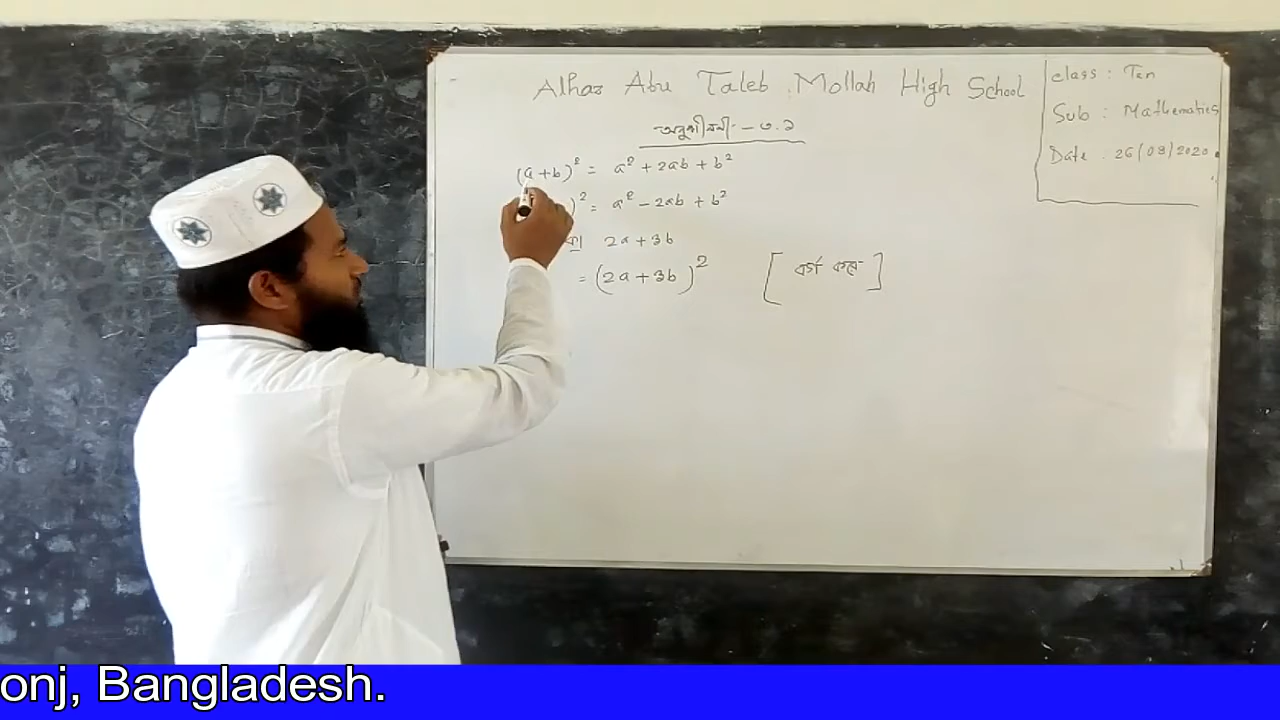 Alhaz Abu Taleb Mollah High School
class : Ten
Sub : Mathematics
Date : 26/08/2020
অনুশীলনী - ৩.১
(a+b)² = a² + 2ab + b²
)² = a² - 2ab + b²
ক। 2a + 3b
= (2a + 3b)² [বর্গ করে]
onj, Bangladesh.